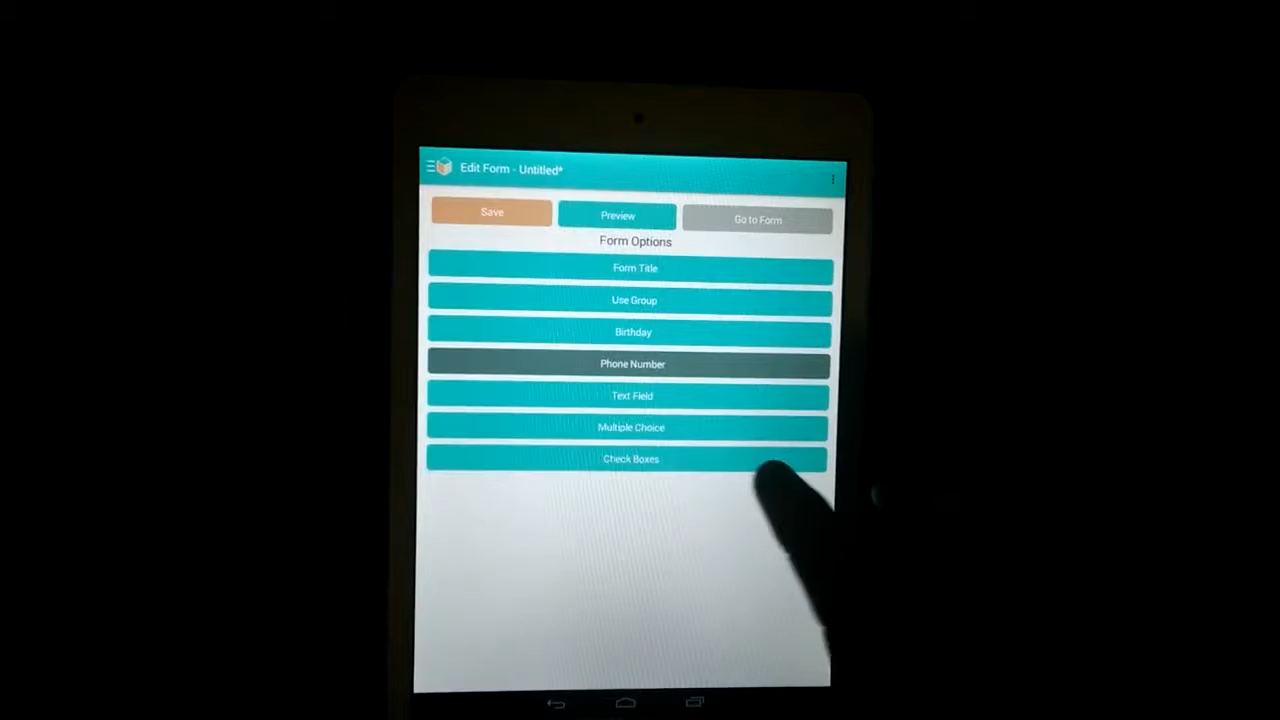 Edit Form - Untitled*
Save Preview Go to Form
Form Options
Form Title
Use Group
Birthday
Phone Number
Text Field
Multiple Choice
Check Boxes